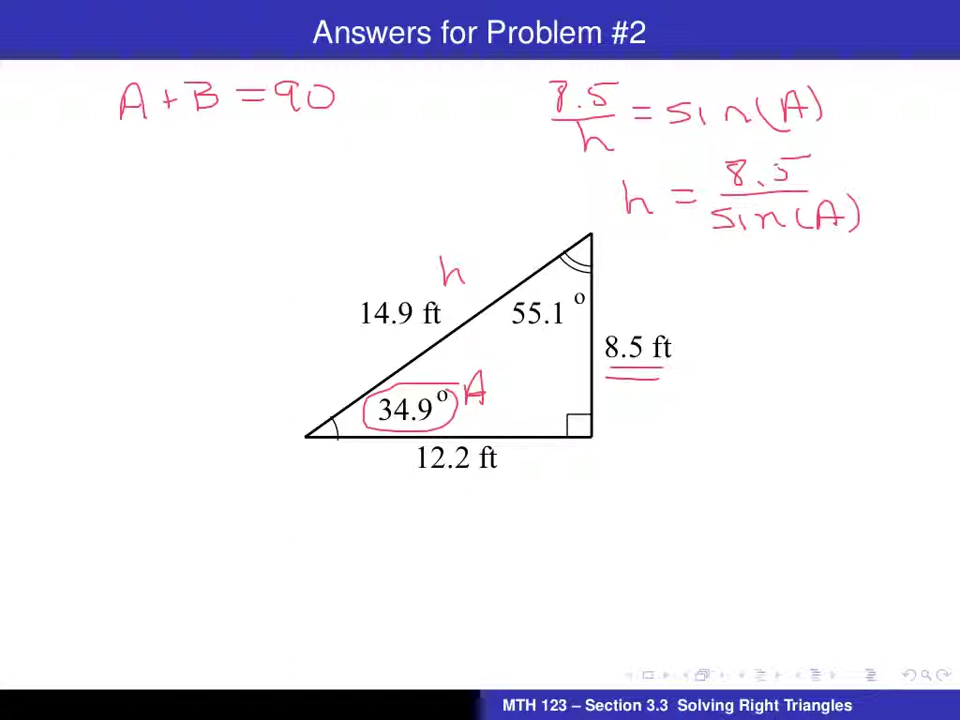 Answers for Problem #2
A + B = 90
8.5 / h = sin(A)
h = 8.5 / sin(A)
h
14.9 ft
55.1°
8.5 ft
34.9° A
12.2 ft
MTH 123 – Section 3.3 Solving Right Triangles